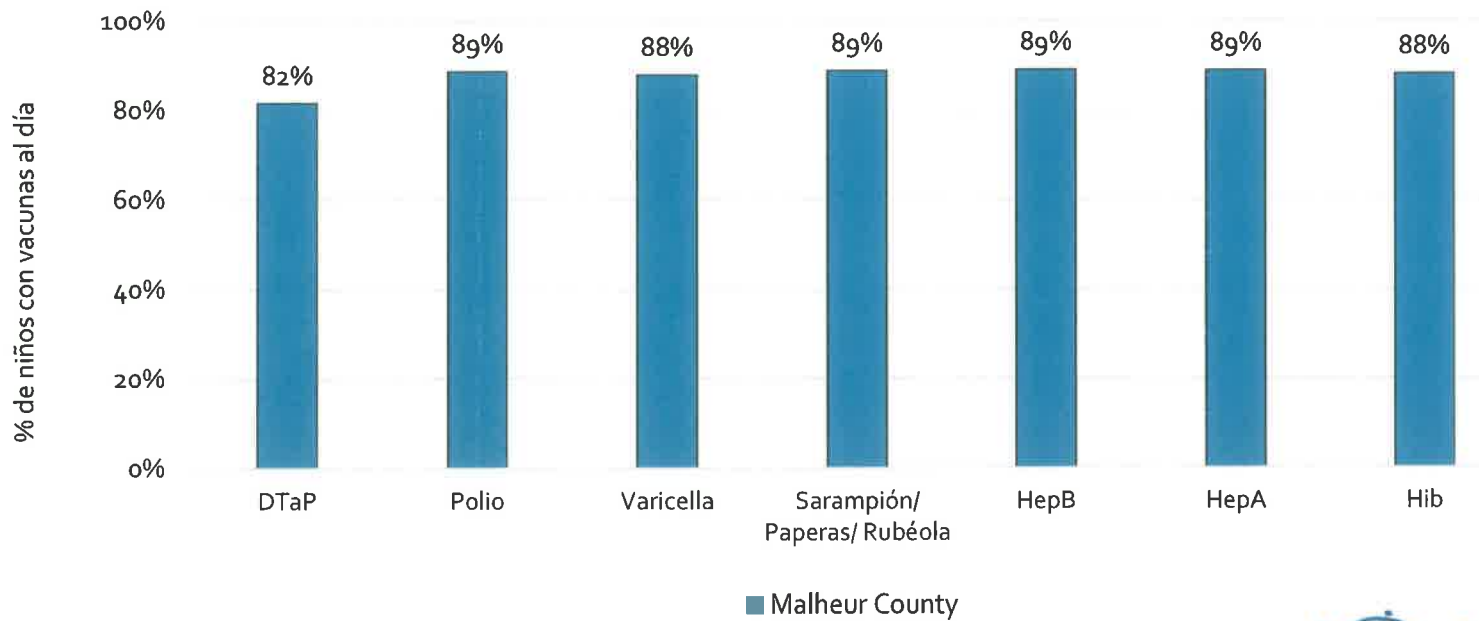 % de niños con vacunas al día
100%
80%
60%
40%
20%
0%
82%
89%
88%
89%
89%
89%
88%
DTaP
Polio
Varicella
Sarampión/
Paperas/ Rubéola
HepB
HepA
Hib
Malheur County